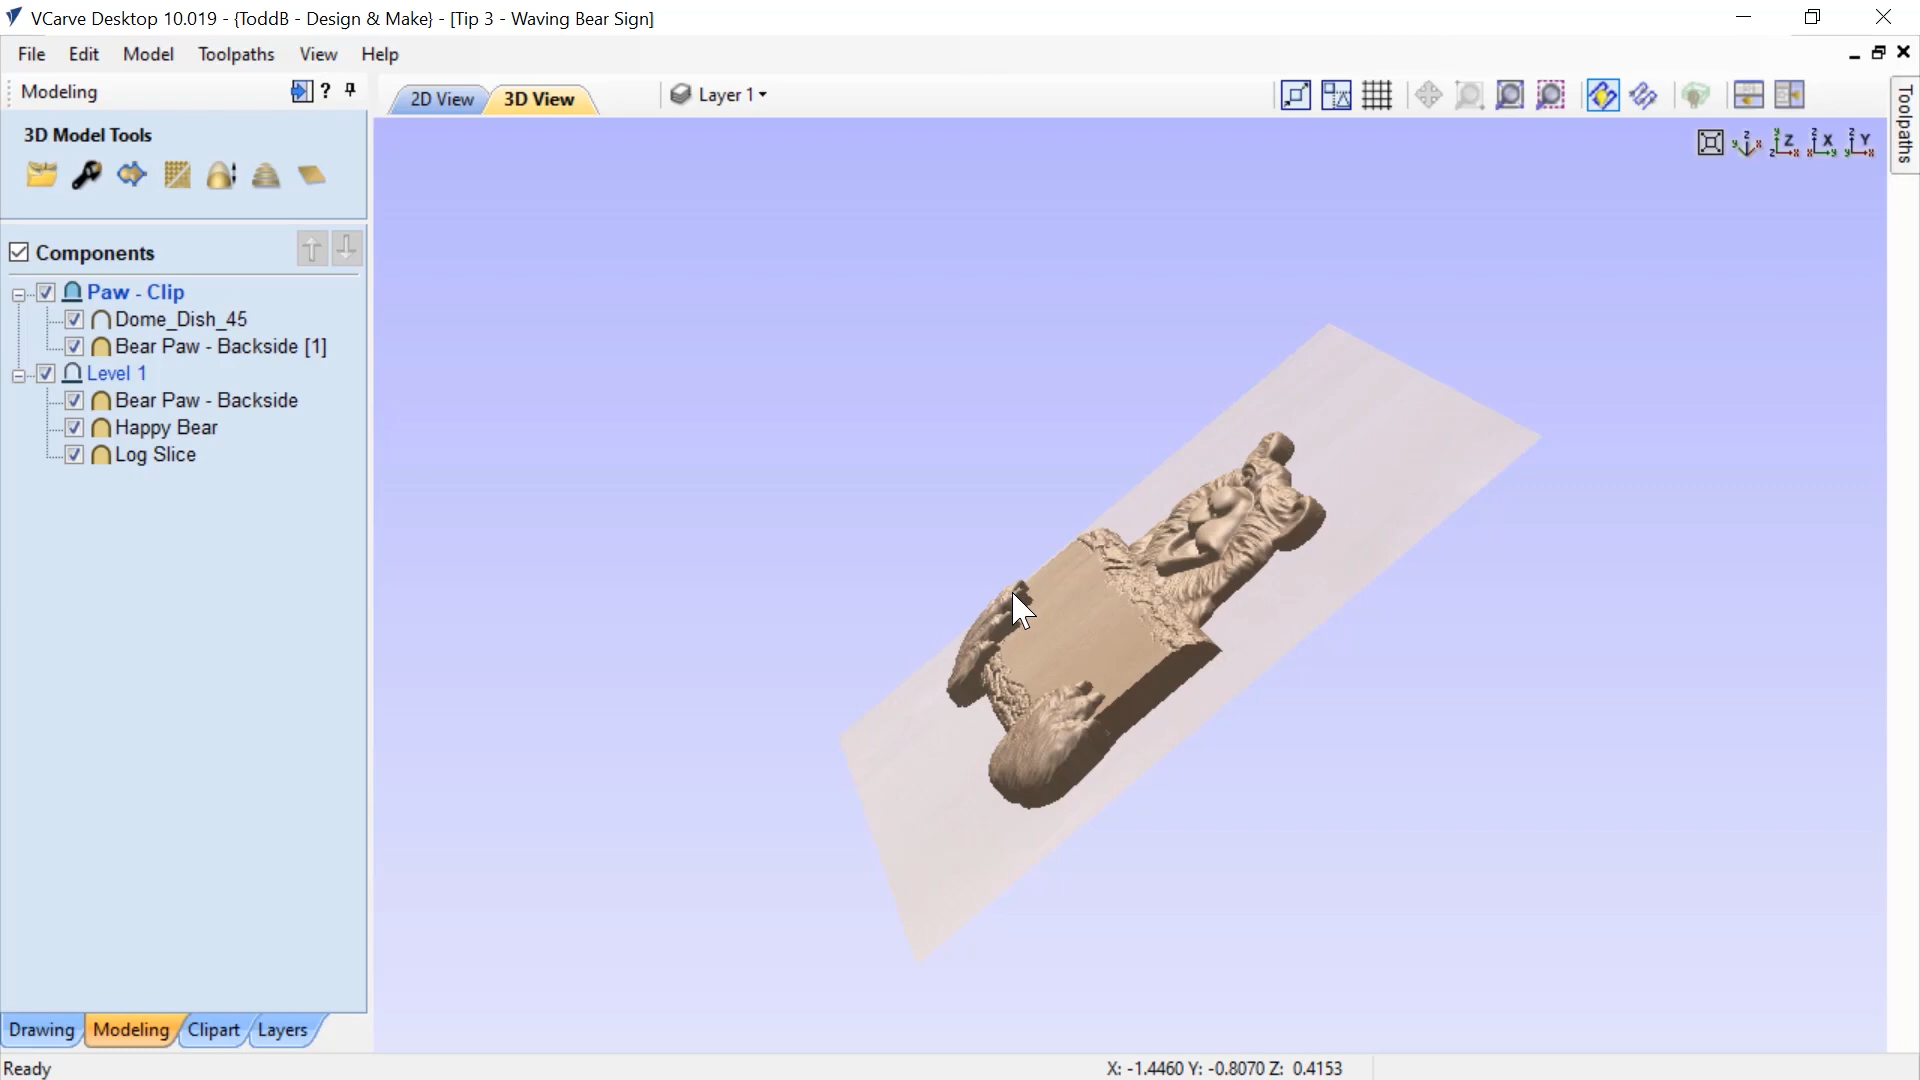 VCarve Desktop 10.019 - {ToddB - Design & Make} - [Tip 3 - Waving Bear Sign]
File Edit Model Toolpaths View Help
Modeling ?
2D View 3D View Layer 1
3D Model Tools
Toolpaths
Components
Paw - Clip
Dome_Dish_45
Bear Paw - Backside [1]
Level 1
Bear Paw - Backside
Happy Bear
Log Slice
Drawing Modeling Clipart Layers
Ready X: -1.4460 Y: -0.8070 Z: 0.4153